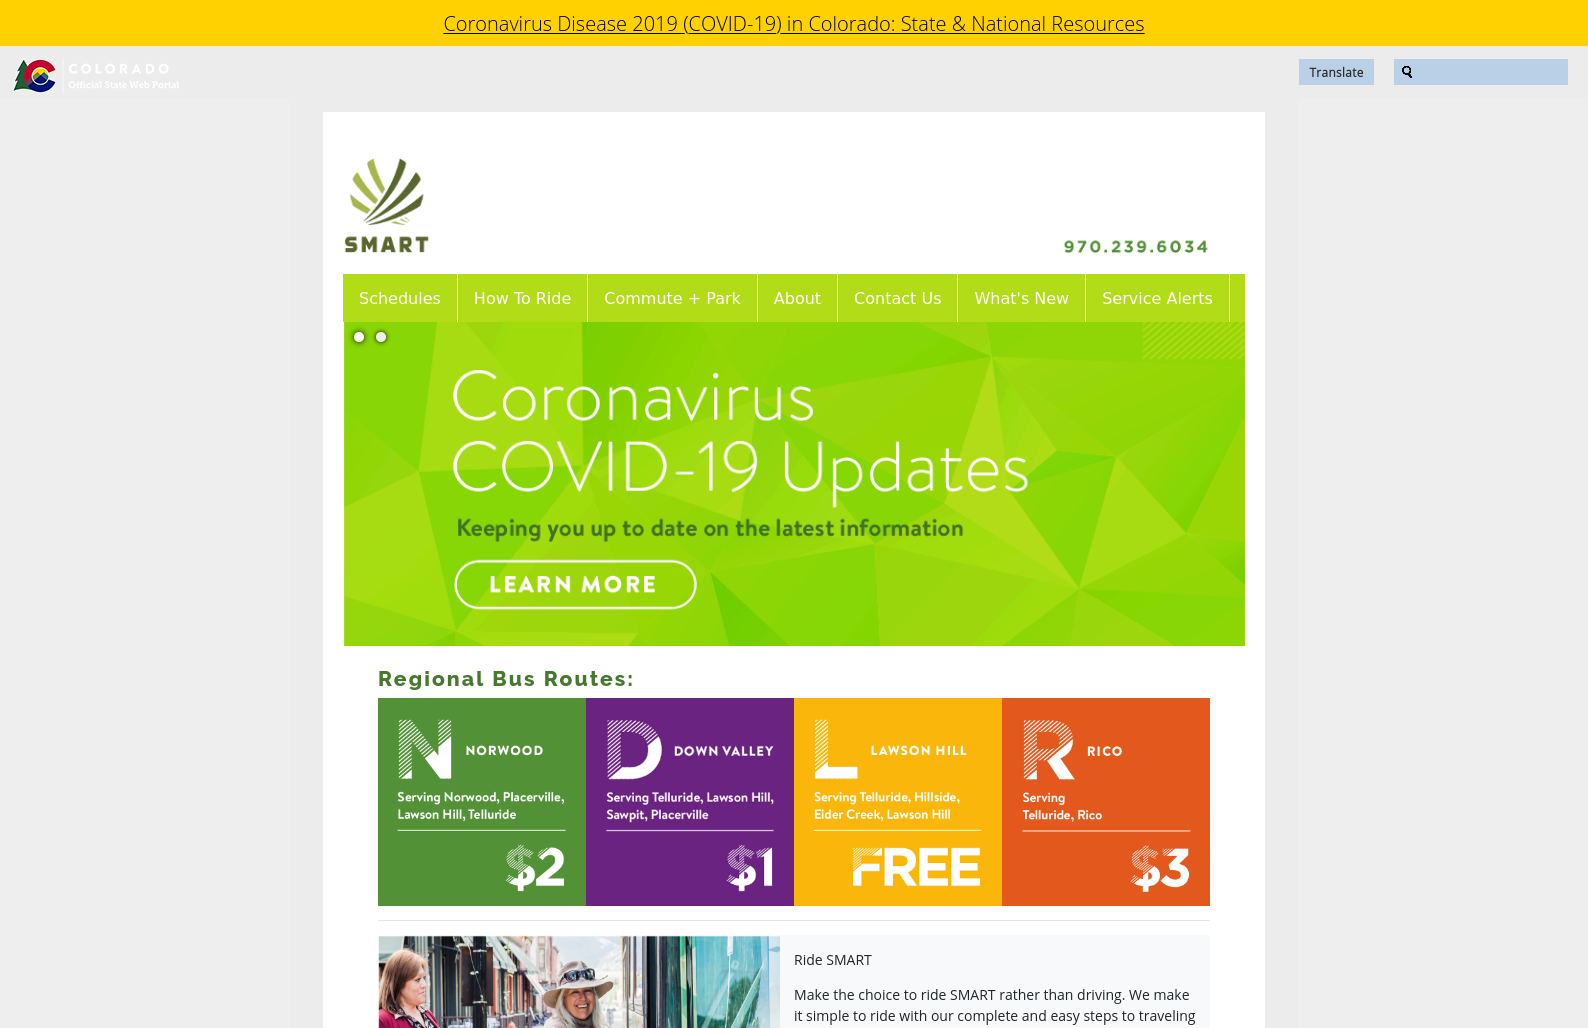 Coronavirus Disease 2019 (COVID-19) in Colorado: State & National Resources
COLORADO
Official State Web Portal
Translate
SMART
970.239.6034
Schedules
How To Ride
Commute + Park
About
Contact Us
What's New
Service Alerts
Coronavirus
COVID-19 Updates
Keeping you up to date on the latest information
LEARN MORE
Regional Bus Routes:
N NORWOOD
Serving Norwood, Placerville,
Lawson Hill, Telluride
$2
D DOWN VALLEY
Serving Telluride, Lawson Hill,
Sawpit, Placerville
$1
L LAWSON HILL
Serving Telluride, Hillside,
Eider Creek, Lawson Hill
FREE
R RICO
Serving
Telluride, Rico
$3
Ride SMART
Make the choice to ride SMART rather than driving. We make
it simple to ride with our complete and easy steps to traveling